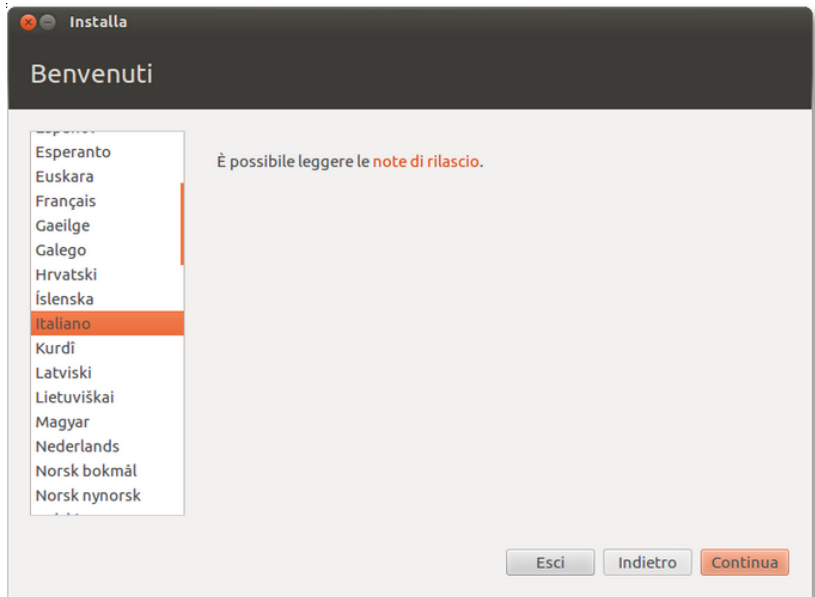 Installa
Benvenuti
Esperanto
Euskara
Français
Gaeilge
Galego
Hrvatski
Íslenska
Italiano
Kurdî
Latviski
Lietuviškai
Magyar
Nederlands
Norsk bokmål
Norsk nynorsk
È possibile leggere le note di rilascio.
Esci
Indietro
Continua